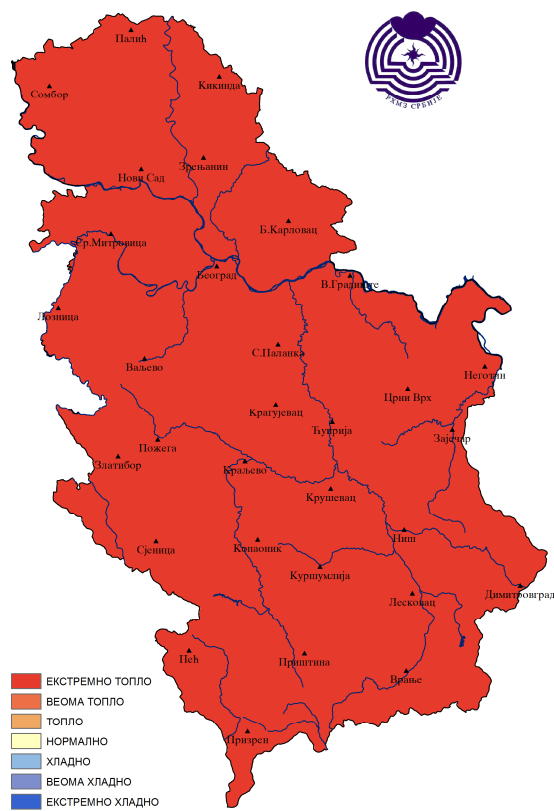 РХМЗ СРБИЈЕ
Палић
Сомбор
Кикинда
Зрењанин
Нови Сад
Б.Карловац
Ср.Митровица
Београд
В.Градиште
Лозница
С.Паланка
Ваљево
Неготин
Црни Врх
Крагујевац
Ћуприја
Зајечар
Пожега
Златибор
Краљево
Крушевац
Ниш
Сјеница
Копаоник
Куршумлија
Димитровград
Лесковац
Пећ
Приштина
Врање
Призрен
ЕКСТРЕМНО ТОПЛО
ВЕОМА ТОПЛО
ТОПЛО
НОРМАЛНО
ХЛАДНО
ВЕОМА ХЛАДНО
ЕКСТРЕМНО ХЛАДНО